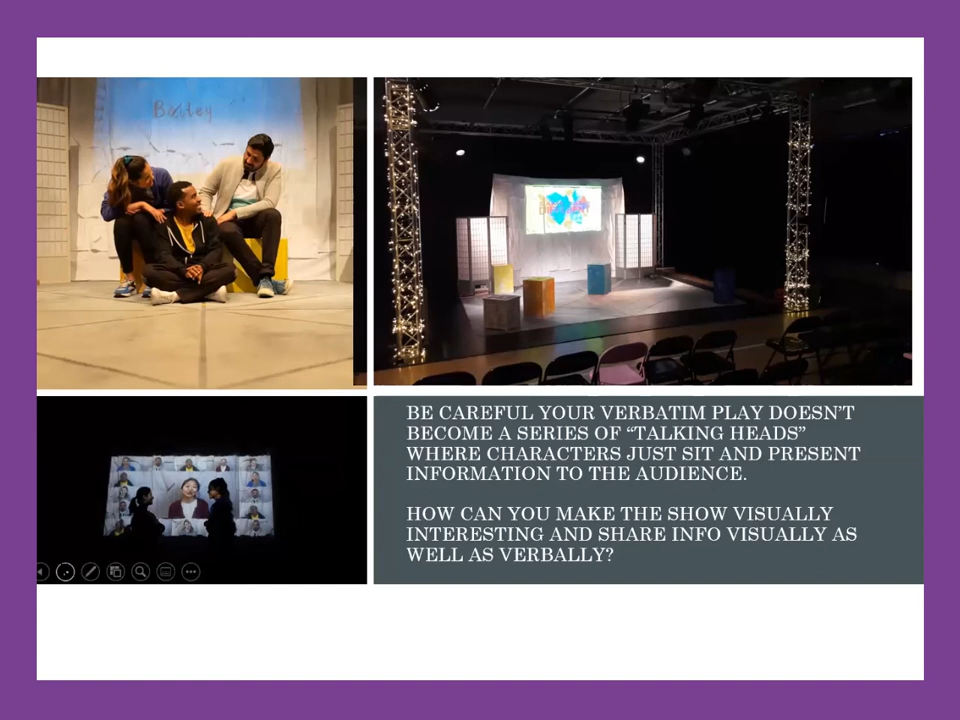 Bailey
BE CAREFUL YOUR VERBATIM PLAY DOESN'T
BECOME A SERIES OF "TALKING HEADS"
WHERE CHARACTERS JUST SIT AND PRESENT
INFORMATION TO THE AUDIENCE.
HOW CAN YOU MAKE THE SHOW VISUALLY
INTERESTING AND SHARE INFO VISUALLY AS
WELL AS VERBALLY?